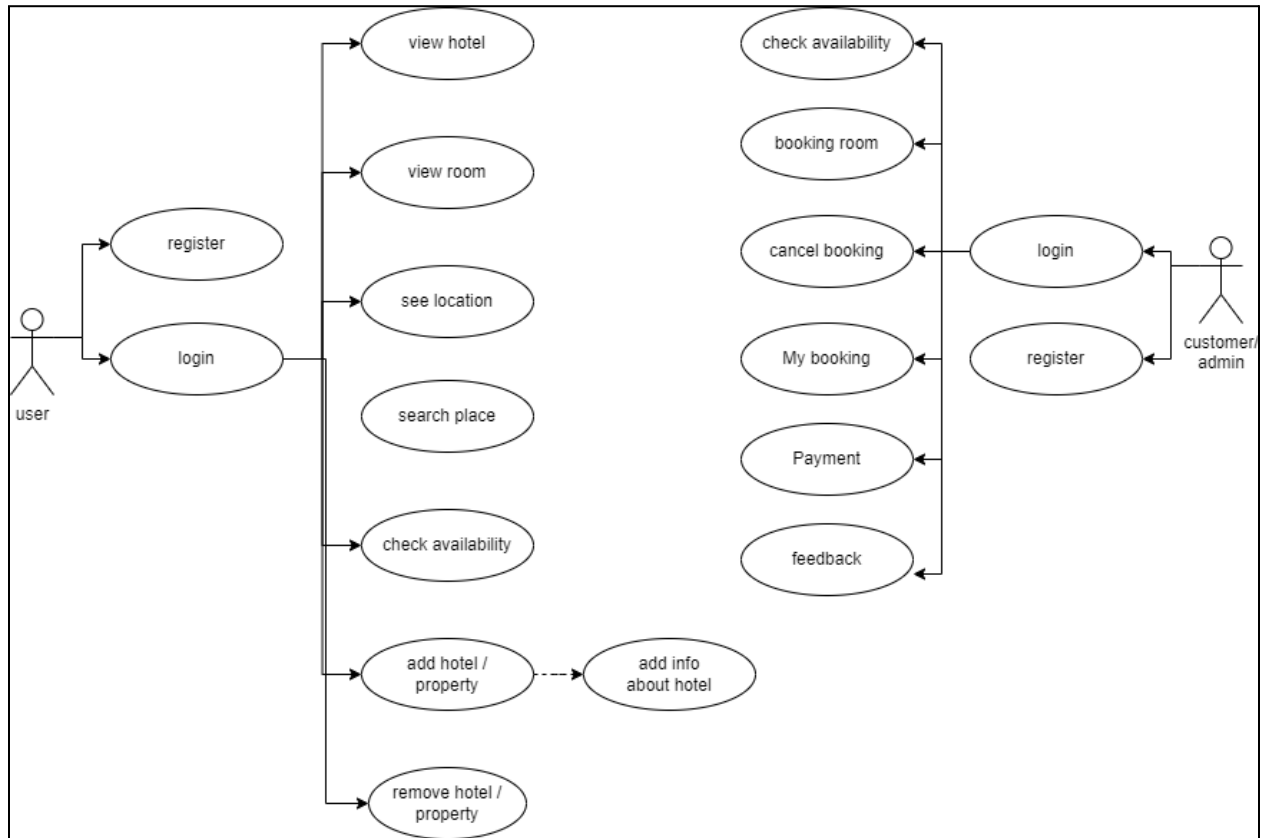 view hotel
check availability
booking room
view room
register
cancel booking
login
see location
login
My booking
register
customer/
admin
user
search place
Payment
check availability
feedback
add hotel /
property
add info
about hotel
remove hotel /
property